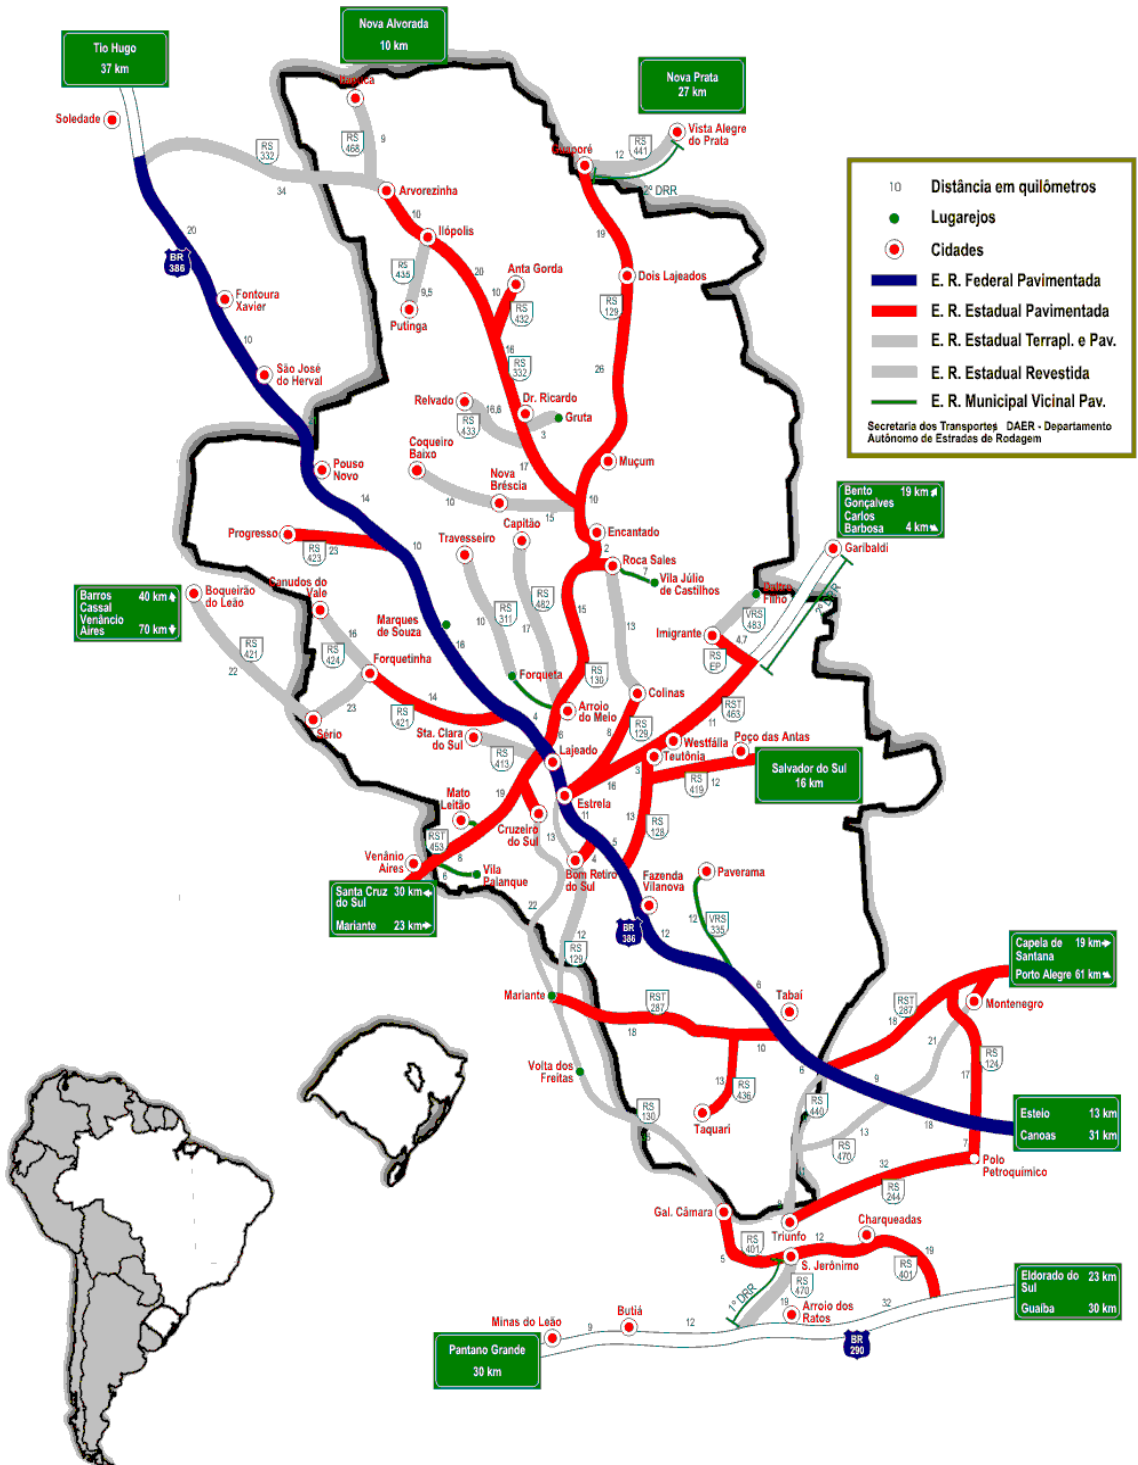 Nova Alvorada
10 km
Tio Hugo
37 km
Soledade
Nova Prata
27 km
Vista Alegre
do Prata
RS
441
12
2º DRR
Guaporé
RS
332
34
RS
468
9
Arvorezinha
10
Ilópolis
RS
435
9,5
Putinga
20
BR
386
20
Anta Gorda
10
RS
432
19
Dois Lajeados
RS
129
26
Fontoura
Xavier
10
São José
do Herval
16
RS
332
Relvado
16,6
RS
433
Dr. Ricardo
Gruta
3
17
10 Distância em quilômetros
Lugarejos
Cidades
E. R. Federal Pavimentada
E. R. Estadual Pavimentada
E. R. Estadual Terrapl. e Pav.
E. R. Estadual Revestida
E. R. Municipal Vicinal Pav.
Secretaria dos Transportes DAER - Departamento
Autônomo de Estradas de Rodagem
Coqueiro
Baixo
10
Nova
Bréscia
15
Muçum
10
Pouso
Novo
14
Capitão
Encantado
2
Progresso
RS
423
23
10
Travesseiro
Roca Sales
7
Vila Júlio
de Castilhos
Bento
Gonçalves
19 km
Carlos
Barbosa
4 km
Garibaldi
2º DRR
Barros
Cassal
40 km
Venâncio
Aires
70 km
Boqueirão
do Leão
Canudos do
Vale
RS
421
22
16
RS
424
Marques
de Souza
16
RS
311
10
RS
482
17
15
13
Imigrante
VRS
483
Filho
4,7
RS
EP
Forquetinha
23
Sério
14
RS
421
Forqueta
4
RS
130
Arroio
do Meio
6
Colinas
RS
129
8
RST
463
11
Sta. Clara
do Sul
RS
413
Lajeado
Westfália
Teutônia
3
Poço das Antas
RS
419
12
Salvador do Sul
16 km
16
Estrela
11
Mato
Leitão
19
Cruzeiro
do Sul
13
RST
453
8
6
Venânio
Aires
Vila
Palanque
4
5
Bom Retiro
do Sul
13
RS
128
Fazenda
Vilanova
Paverama
12
VRS
335
Santa Cruz
do Sul
30 km
Mariante
23 km
22
12
RS
129
BR
386
12
6
Mariante
RST
287
18
Tabaí
10
13
RS
436
Taquari
Volta dos
Freitas
RS
130
Capela de
Santana
19 km
Porto Alegre 61 km
Montenegro
RST
287
18
21
RS
124
17
6
9
18
RS
440
13
RS
470
Esteio
13 km
Canoas
31 km
7
Polo
Petroquímico
32
RS
244
Triunfo
Gal. Câmara
5
RS
401
12
Charqueadas
19
RS
401
S. Jerônimo
RS
470
1º DRR
19
Arroio dos
Ratos
32
Eldorado do
Sul
23 km
Guaíba
30 km
BR
290
Butiá
12
Minas do Leão
9
Pantano Grande
30 km